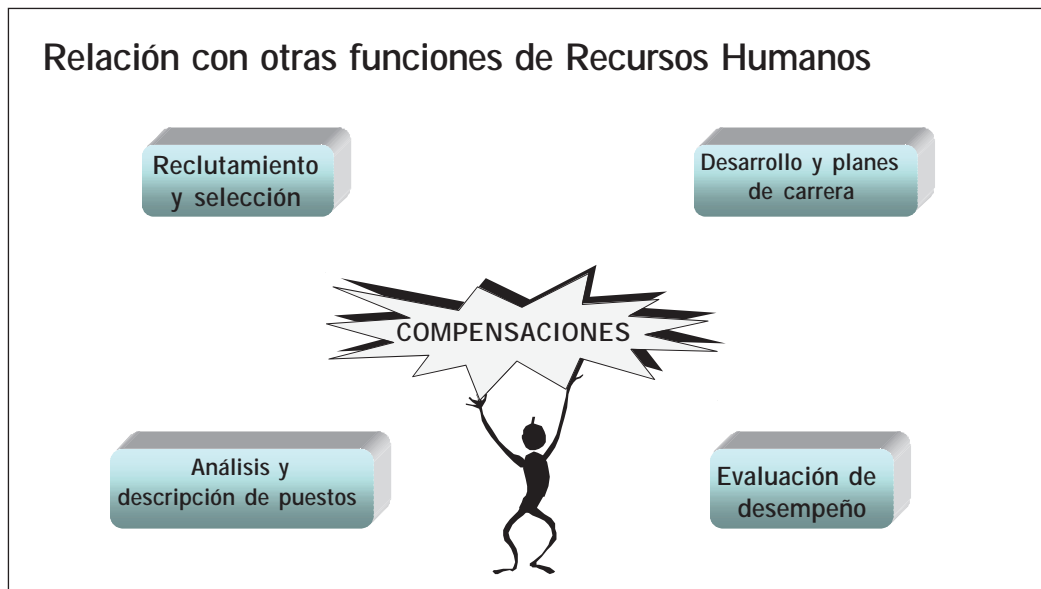 Relación con otras funciones de Recursos Humanos
Reclutamiento
y selección
Desarrollo y planes
de carrera
COMPENSACIONES
Análisis y
descripción de puestos
Evaluación de
desempeño